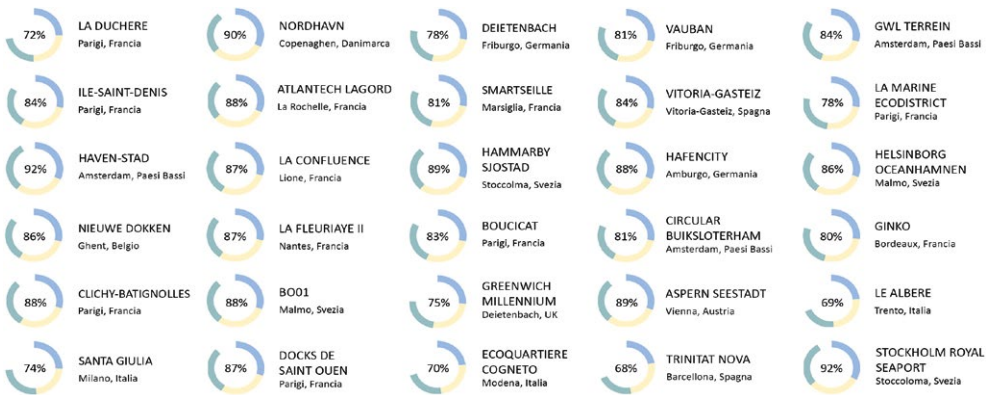 72%
LA DUCHERE
Parigi, Francia
90%
NORDHAVN
Copenaghen, Danimarca
78%
DEIETENBACH
Friburgo, Germania
81%
VAUBAN
Friburgo, Germania
84%
GWL TERREIN
Amsterdam, Paesi Bassi
84%
ILE-SAINT-DENIS
Parigi, Francia
88%
ATLANTECH LAGORD
La Rochelle, Francia
81%
SMARTSEILLE
Marsiglia, Francia
84%
VITORIA-GASTEIZ
Vitoria-Gasteiz, Spagna
78%
LA MARINE
ECODISTRICT
Parigi, Francia
92%
HAVEN-STAD
Amsterdam, Paesi Bassi
87%
LA CONFLUENCE
Lione, Francia
89%
HAMMARBY
SJOSTAD
Stoccolma, Svezia
88%
HAFENCITY
Amburgo, Germania
86%
HELSINBORG
OCEANHAMNEN
Malmo, Svezia
86%
NIEUWE DOKKEN
Ghent, Belgio
87%
LA FLEURIAYE II
Nantes, Francia
83%
BOUCICAT
Parigi, Francia
81%
CIRCULAR
BUIKSLOTERHAM
Amsterdam, Paesi Bassi
80%
GINKO
Bordeaux, Francia
88%
CLICHY-BATIGNOLLES
Parigi, Francia
88%
BO01
Malmo, Svezia
75%
GREENWICH
MILLENNIUM
Deietenbach, UK
89%
ASPERN SEESTADT
Vienna, Austria
69%
LE ALBERE
Trento, Italia
74%
SANTA GIULIA
Milano, Italia
87%
DOCKS DE
SAINT OUEN
Parigi, Francia
70%
ECOQUARTIERE
COGNETO
Modena, Italia
68%
TRINITAT NOVA
Barcellona, Spagna
92%
STOCKHOLM ROYAL
SEAPORT
Stoccoloma, Svezia